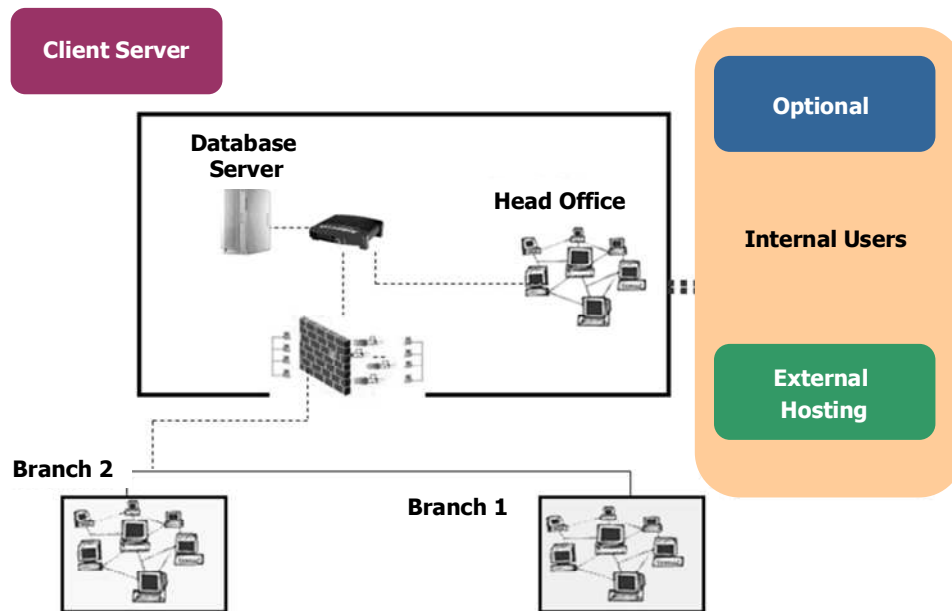 Client Server
Optional
Database
Server
Head Office
Internal Users
External
Hosting
Branch 2
Branch 1